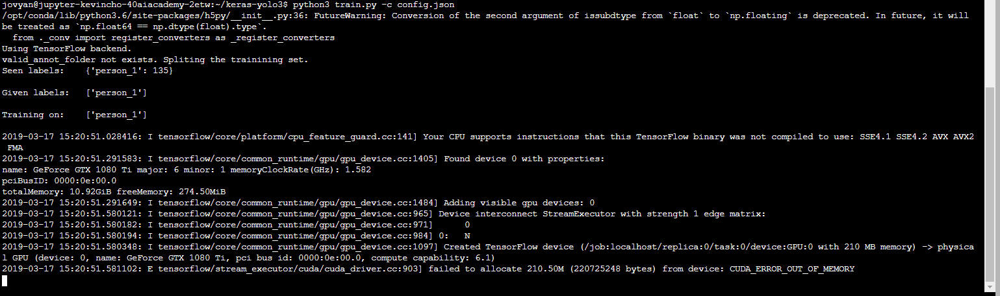 jovyan@jupyter-kevincho-40aiacademy-2etw:~/keras-yolo3$ python3 train.py -c config.json
/opt/conda/lib/python3.6/site-packages/h5py/__init__.py:36: FutureWarning: Conversion of the second argument of issubdtype from `float` to `np.floating` is deprecated. In future, it will
be treated as `np.float64 == np.dtype(float).type`.
  from ._conv import register_converters as _register_converters
Using TensorFlow backend.
valid_annot_folder not exists. Spliting the trainining set.
Seen labels:    {'person_1': 135}

Given labels:   ['person_1']

Training on:    ['person_1']

2019-03-17 15:20:51.028416: I tensorflow/core/platform/cpu_feature_guard.cc:141] Your CPU supports instructions that this TensorFlow binary was not compiled to use: SSE4.1 SSE4.2 AVX AVX2
 FMA
2019-03-17 15:20:51.291583: I tensorflow/core/common_runtime/gpu/gpu_device.cc:1405] Found device 0 with properties:
name: GeForce GTX 1080 Ti major: 6 minor: 1 memoryClockRate(GHz): 1.582
pciBusID: 0000:0e:00.0
totalMemory: 10.92GiB freeMemory: 274.50MiB
2019-03-17 15:20:51.291649: I tensorflow/core/common_runtime/gpu/gpu_device.cc:1484] Adding visible gpu devices: 0
2019-03-17 15:20:51.580121: I tensorflow/core/common_runtime/gpu/gpu_device.cc:965] Device interconnect StreamExecutor with strength 1 edge matrix:
2019-03-17 15:20:51.580182: I tensorflow/core/common_runtime/gpu/gpu_device.cc:971]      0
2019-03-17 15:20:51.580194: I tensorflow/core/common_runtime/gpu/gpu_device.cc:984] 0:   N
2019-03-17 15:20:51.580348: I tensorflow/core/common_runtime/gpu/gpu_device.cc:1097] Created TensorFlow device (/job:localhost/replica:0/task:0/device:GPU:0 with 210 MB memory) -> physica
l GPU (device: 0, name: GeForce GTX 1080 Ti, pci bus id: 0000:0e:00.0, compute capability: 6.1)
2019-03-17 15:20:51.581102: E tensorflow/stream_executor/cuda/cuda_driver.cc:903] failed to allocate 210.50M (220725248 bytes) from device: CUDA_ERROR_OUT_OF_MEMORY